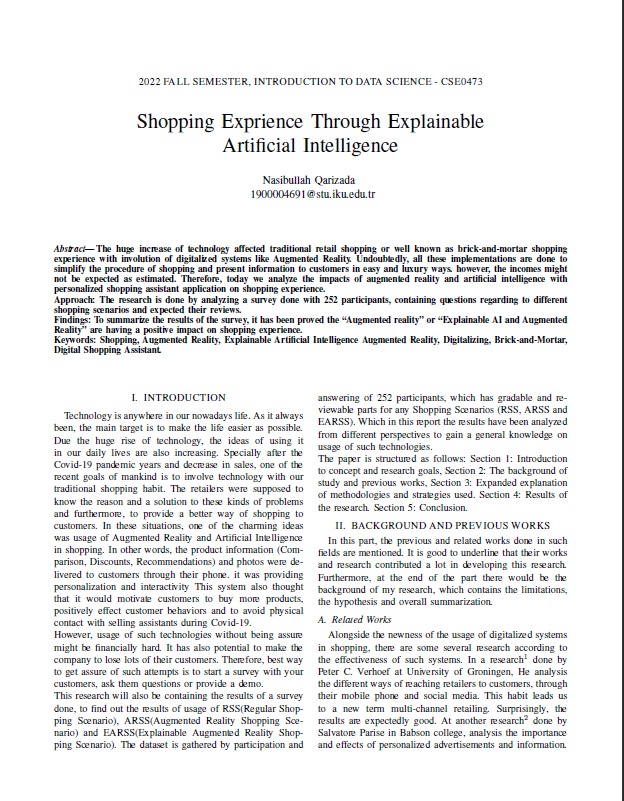 2022 FALL SEMESTER, INTRODUCTION TO DATA SCIENCE - CSE0473
Shopping Exprience Through Explainable
Artificial Intelligence
Nasibullah Qarizada
1900004691@stu.iku.edu.tr
Abstract— The huge increase of technology affected traditional retail shopping or well known as brick-and-mortar shopping
experience with involution of digitalized systems like Augmented Reality. Undoubtedly, all these implementations are done to
simplify the procedure of shopping and present information to customers in easy and luxury ways. however, the incomes might
not be expected as estimated. Therefore, today we analyze the impacts of augmented reality and artificial intelligence with
personalized shopping assistant application on shopping experience.
Approach: The research is done by analyzing a survey done with 252 participants, containing questions regarding to different
shopping scenarios and expected their reviews.
Findings: To summarize the results of the survey, it has been proved the “Augmented reality” or “Explainable AI and Augmented
Reality” are having a positive impact on shopping experience.
Keywords: Shopping, Augmented Reality, Explainable Artificial Intelligence Augmented Reality, Digitalizing, Brick-and-Mortar,
Digital Shopping Assistant.
I. INTRODUCTION
Technology is anywhere in our nowadays life. As it always
been, the main target is to make the life easier as possible.
Due the huge rise of technology, the ideas of using it
in our daily lives are also increasing. Specially after the
Covid-19 pandemic years and decrease in sales, one of the
recent goals of mankind is to involve technology with our
traditional shopping habit. The retailers were supposed to
know the reason and a solution to these kinds of problems
and furthermore, to provide a better way of shopping to
customers. In these situations, one of the charming ideas
was usage of Augmented Reality and Artificial Intelligence
in shopping. In other words, the product information (Com-
parison, Discounts, Recommendations) and photos were de-
livered to customers through their phone. it was providing
personalization and interactivity This system also thought
that it would motivate customers to buy more products,
positively effect customer behaviors and to avoid physical
contact with selling assistants during Covid-19.
However, usage of such technologies without being assure
might be financially hard. It has also potential to make the
company to lose lots of their customers. Therefore, best way
to get assure of such attempts is to start a survey with your
customers, ask them questions or provide a demo.
This research will also be containing the results of a survey
done, to find out the results of usage of RSS(Regular Shop-
ping Scenario), ARSS(Augmented Reality Shopping Sce-
nario) and EARSS(Explainable Augmented Reality Shop-
ping Scenario). The dataset is gathered by participation and
answering of 252 participants, which has gradable and re-
viewable parts for any Shopping Scenarios (RSS, ARSS and
EARSS). Which in this report the results have been analyzed
from different perspectives to gain a general knowledge on
usage of such technologies.
The paper is structured as follows: Section 1: Introduction
to concept and research goals, Section 2: The background of
study and previous works, Section 3: Expanded explanation
of methodologies and strategies used. Section 4: Results of
the research. Section 5: Conclusion.
II. BACKGROUND AND PREVIOUS WORKS
In this part, the previous and related works done in such
fields are mentioned. It is good to underline that their works
and research contributed a lot in developing this research.
Furthermore, at the end of the part there would be the
background of my research, which contains the limitations,
the hypothesis and overall summarization.
A. Related Works
Alongside the newness of the usage of digitalized systems
in shopping, there are some several research according to
the effectiveness of such systems. In a research1 done by
Peter C. Verhoef at University of Groningen, He analysis
the different ways of reaching retailers to customers, through
their mobile phone and social media. This habit leads us
to a new term multi-channel retailing. Surprisingly, the
results are expectedly good. At another research2 done by
Salvatore Parise in Babson college, analysis the importance
and effects of personalized advertisements and information.